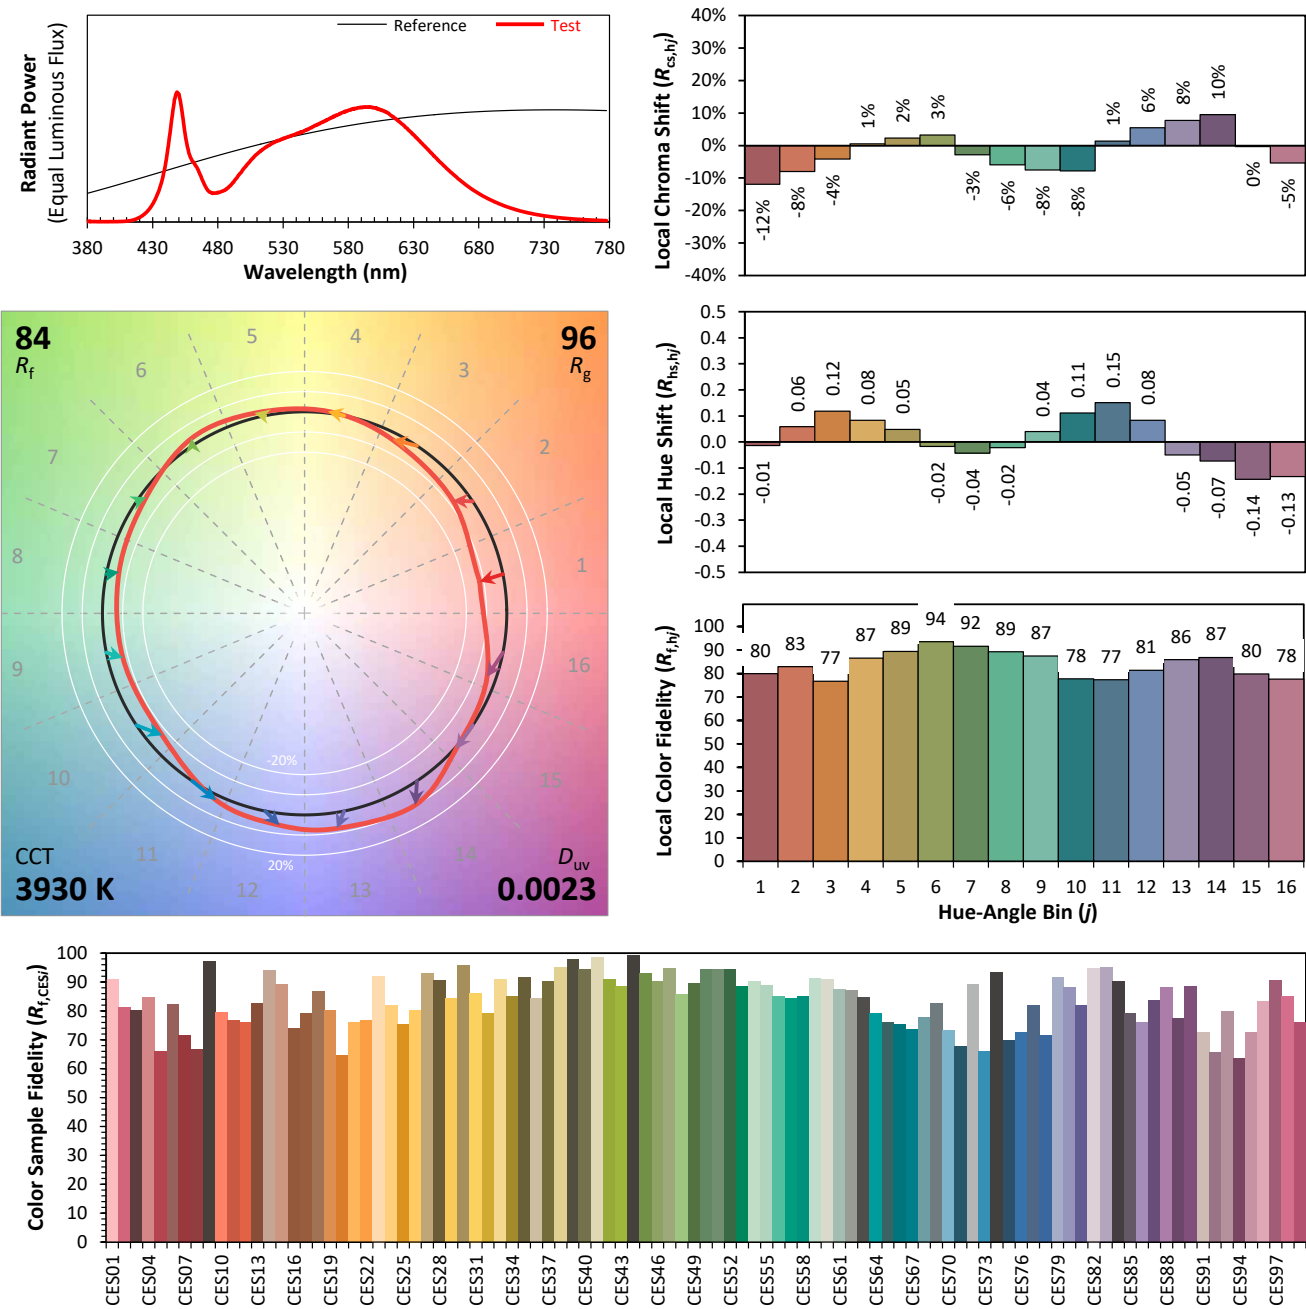 Radiant Power
(Equal Luminous Flux)
Reference
Test
380 430 480 530 580 630 680 730 780
Wavelength (nm)
Local Chroma Shift (Rcs,hj)
40%
30%
20%
10%
0%
-10%
-20%
-30%
-40%
-12% -8% -4% 1% 2% 3% -3% -6% -8% -8% 1% 6% 8% 10% 0% -5%
84
Rf
96
Rg
5 4
6 3
7 2
8 1
9 16
10 15
11 14
12 13
-20%
20%
CCT
3930 K
Duv
0.0023
Local Hue Shift (Rhs,hj)
0.5
0.4
0.3
0.2
0.1
0.0
-0.1
-0.2
-0.3
-0.4
-0.5
-0.01 0.06 0.12 0.08 0.05 -0.02 -0.04 -0.02 0.04 0.11 0.15 0.08 -0.05 -0.07 -0.14 -0.13
Local Color Fidelity (Rf,hj)
100
90
80
70
60
50
40
30
20
10
0
80 83 77 87 89 94 92 89 87 78 77 81 86 87 80 78
1 2 3 4 5 6 7 8 9 10 11 12 13 14 15 16
Hue-Angle Bin (j)
Color Sample Fidelity (Rf,CESi)
100
90
80
70
60
50
40
30
20
10
0
CES01 CES04 CES07 CES10 CES13 CES16 CES19 CES22 CES25 CES28 CES31 CES34 CES37 CES40 CES43 CES46 CES49 CES52 CES55 CES58 CES61 CES64 CES67 CES70 CES73 CES76 CES79 CES82 CES85 CES88 CES91 CES94 CES97